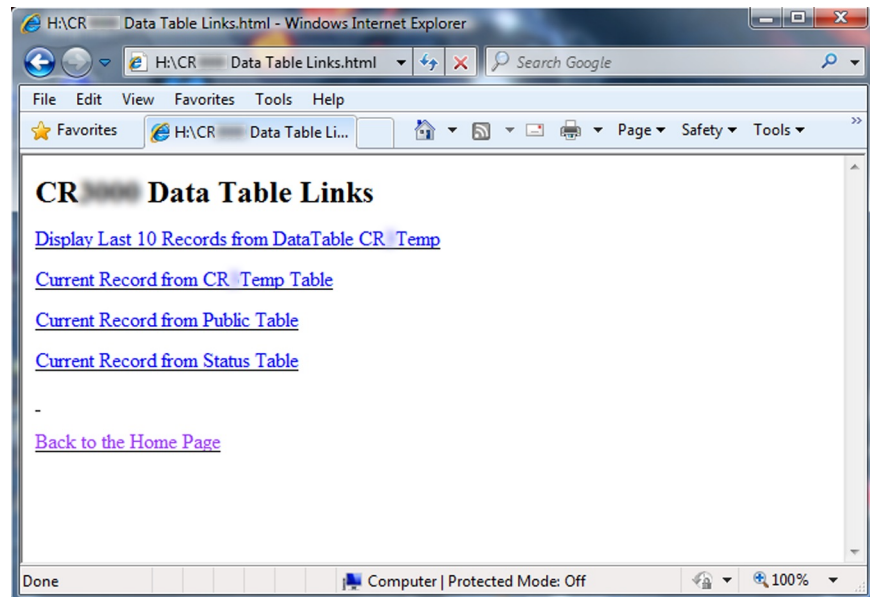 H:\CR Data Table Links.html - Windows Internet Explorer
H:\CR Data Table Links.html
Search Google
File Edit View Favorites Tools Help
Favorites H:\CR Data Table Li... Page Safety Tools »
CR Data Table Links
Display Last 10 Records from DataTable CR Temp
Current Record from CR Temp Table
Current Record from Public Table
Current Record from Status Table
-
Back to the Home Page
Done Computer | Protected Mode: Off 100%